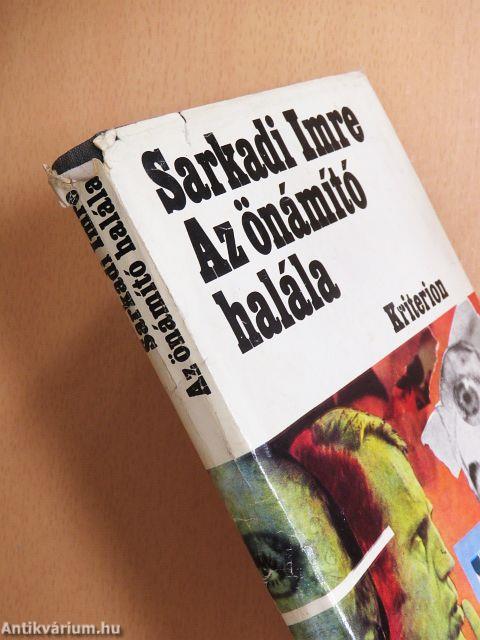 Sarkadi Imre
Az önámító
halála
Kriterion
Sarkadi Imre
Az önámító halála
Antikvárium.hu